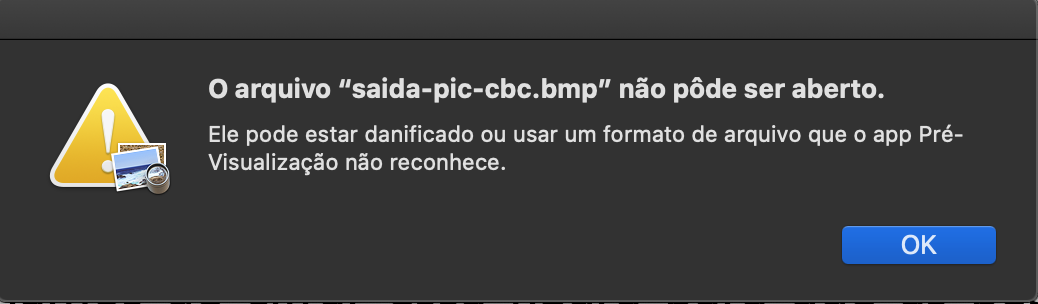 O arquivo “saida-pic-cbc.bmp” não pôde ser aberto.
Ele pode estar danificado ou usar um formato de arquivo que o app Pré-
Visualização não reconhece.
OK